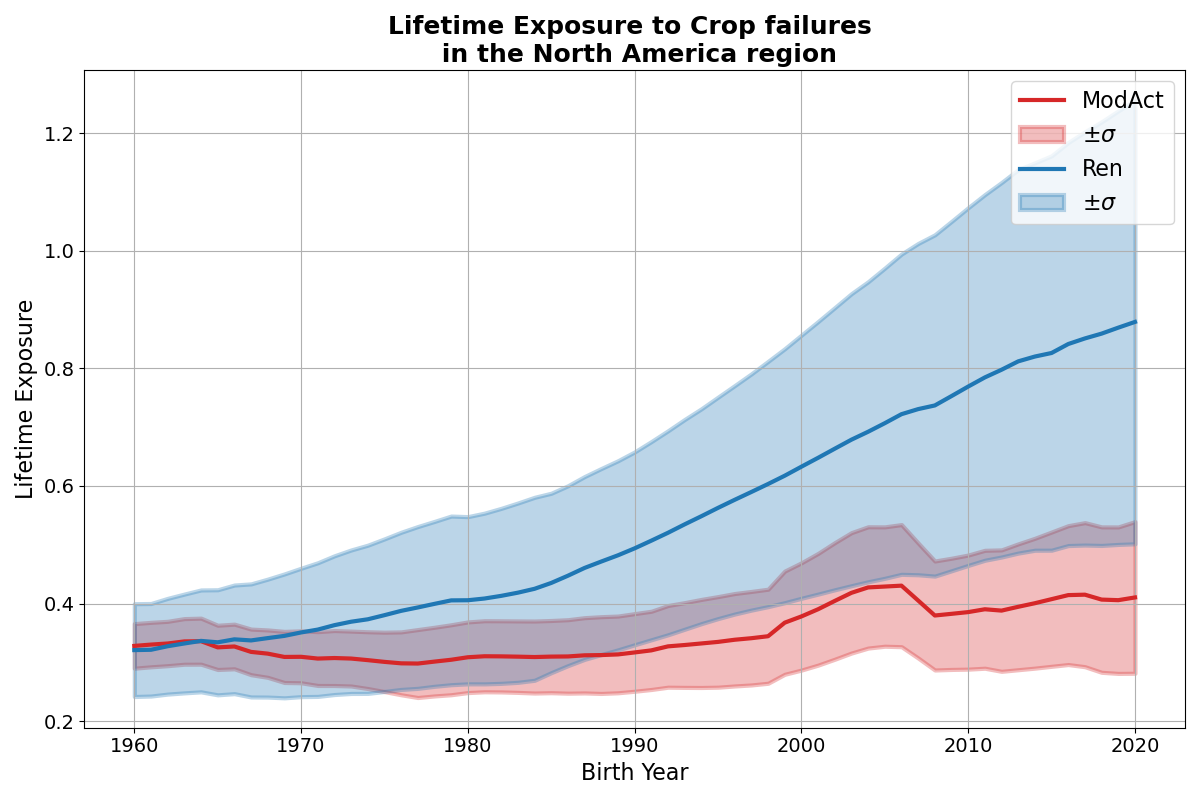 Lifetime Exposure to Crop failures
in the North America region
Lifetime Exposure
1.2
1.0
0.8
0.6
0.4
0.2
ModAct
±σ
Ren
±σ
1960 1970 1980 1990 2000 2010 2020
Birth Year